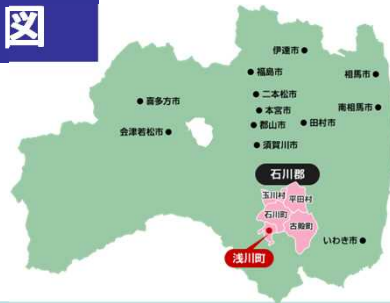 図
伊達市
福島市
相馬市
喜多方市
二本松市
本宮市
南相馬市
会津若松市
郡山市
田村市
須賀川市
石川郡
玉川村
平田村
石川町
古殿町
浅川町
いわき市